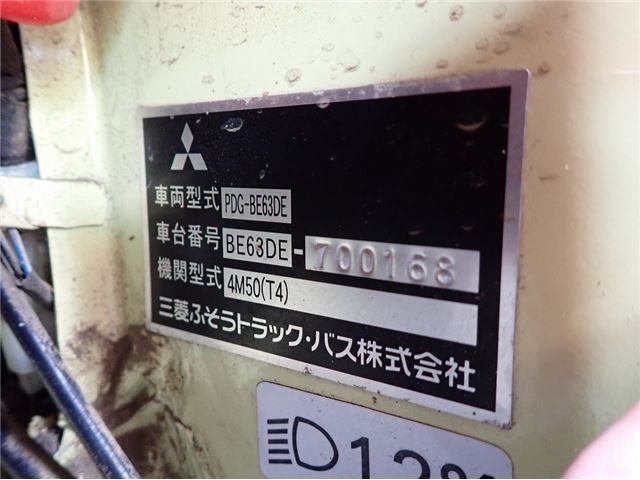 車両型式 PDG-BE63DE
車台番号 BE63DE-700168
機関型式 4M50(T4)
三菱ふそうトラック・バス株式会社
12%